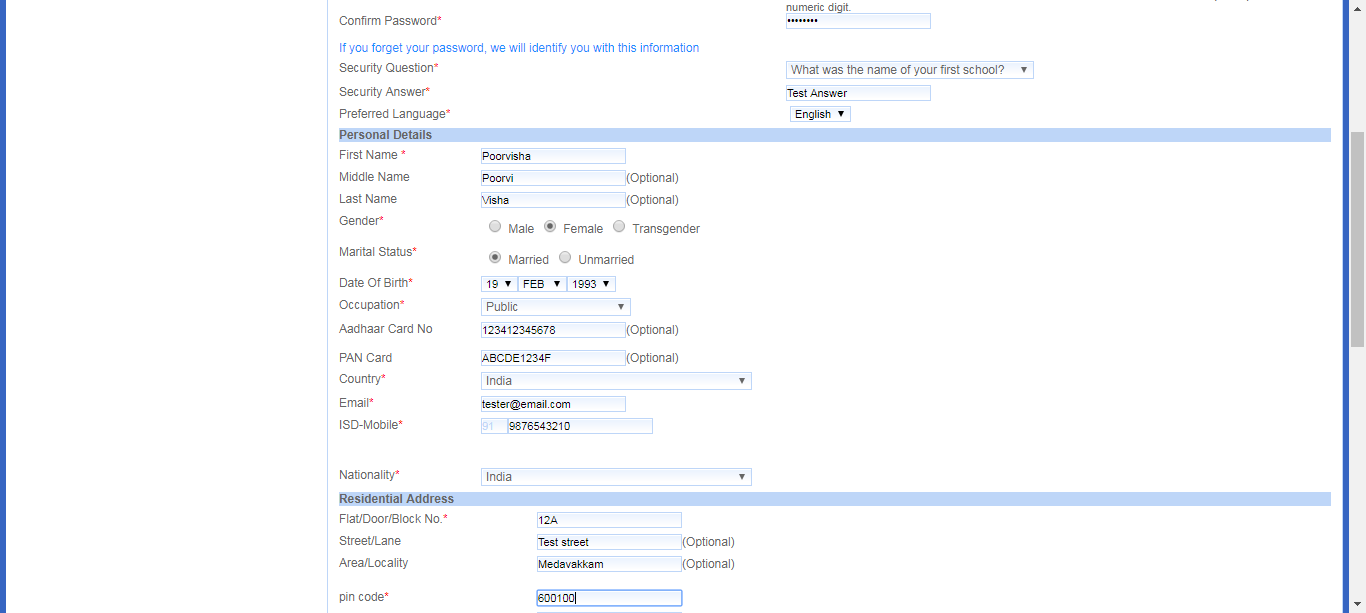 numeric digit.
Confirm Password* ••••••••
If you forget your password, we will identify you with this information
Security Question* What was the name of your first school?
Security Answer* Test Answer
Preferred Language* English
Personal Details
First Name * Poorvisha
Middle Name Poorvi (Optional)
Last Name Visha (Optional)
Gender* Male Female Transgender
Marital Status* Married Unmarried
Date Of Birth* 19 FEB 1993
Occupation* Public
Aadhaar Card No 123412345678 (Optional)
PAN Card ABCDE1234F (Optional)
Country* India
Email* tester@email.com
ISD-Mobile* 91 9876543210
Nationality* India
Residential Address
Flat/Door/Block No.* 12A
Street/Lane Test street (Optional)
Area/Locality Medavakkam (Optional)
pin code* 600100